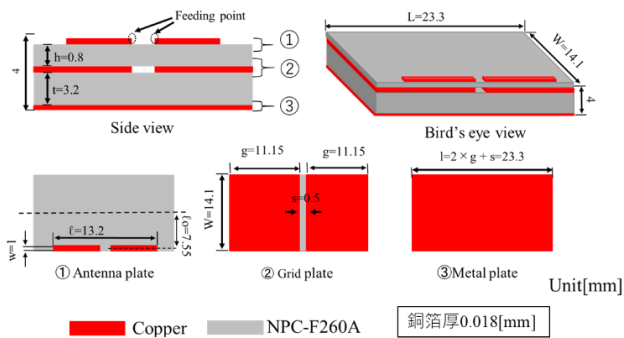 Feeding point
①
h=0.8
4
②
t=3.2
③
Side view
L=23.3
W=14.1
4
Bird's eye view
g=11.15
g=11.15
l=2×g+s=23.3
W=14.1
s=0.5
ℓ=13.2
ℓo=7.55
w=1
① Antenna plate
② Grid plate
③Metal plate
Unit[mm]
Copper
NPC-F260A
銅箔厚0.018[mm]